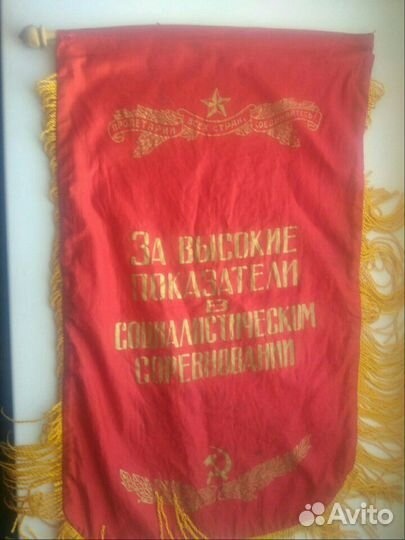 ПРОЛЕТАРИИ ВСЕХ СТРАН, СОЕДИНЯЙТЕСЬ!
ЗА ВЫСОКИЕ
ПОКАЗАТЕЛИ
В
СОЦИАЛИСТИЧЕСКОМ
СОРЕВНОВАНИИ
Avito